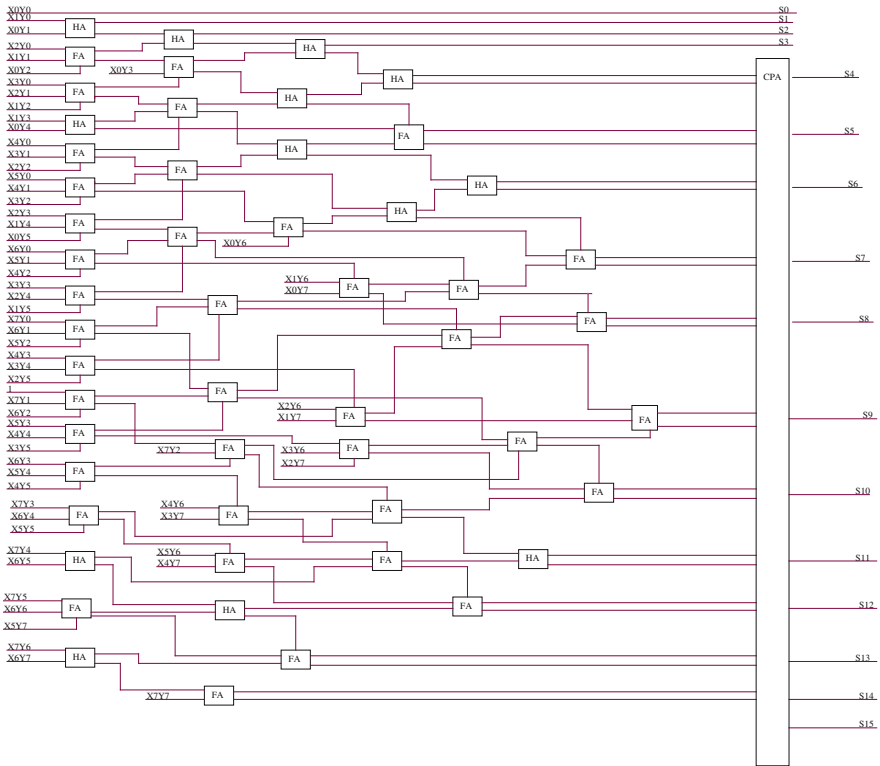 X0Y0 S0
X1Y0 S1
X0Y1 HA S2
HA S3
X2Y0 HA
X1Y1 FA
X0Y2 X0Y3 FA CPA S4
X3Y0 HA
X2Y1 FA HA
X1Y2 FA
X1Y3
X0Y4 HA FA S5
X4Y0
X3Y1 FA HA
X2Y2 FA
X5Y0
X4Y1 FA HA S6
X3Y2
X2Y3 HA
X1Y4 FA FA
X0Y5 FA X0Y6
X6Y0
X5Y1 FA FA S7
X4Y2
X3Y3 X1Y6 FA FA
X2Y4 FA X0Y7
X1Y5 FA
X7Y0 FA S8
X6Y1 FA FA
X5Y2
X4Y3
X3Y4 FA
X2Y5
1 FA
X7Y1 FA
X6Y2 X2Y6 FA FA S9
X5Y3 X1Y7
X4Y4 FA FA
X3Y5 X7Y2 FA X3Y6 FA
X6Y3 X2Y7
X5Y4 FA
X4Y5 FA S10
X7Y3 X4Y6 FA
X6Y4 FA X3Y7 FA
X5Y5
X7Y4 X5Y6 HA S11
X6Y5 HA X4Y7 FA FA
X7Y5
X6Y6 FA HA FA S12
X5Y7
X7Y6
X6Y7 HA FA S13
X7Y7 FA S14
S15